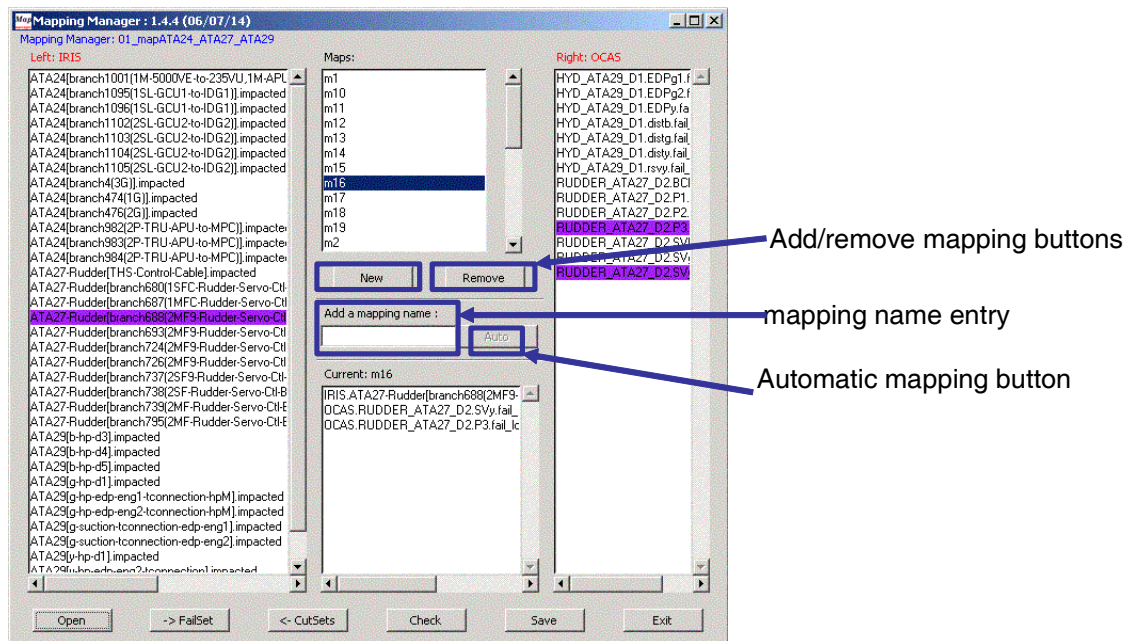 Map Mapping Manager : 1.4.4 (06/07/14)
Mapping Manager: 01_mapATA24_ATA27_ATA29
Left: IRIS
ATA24[branch1001(1M-5000VE-to-235VU,1M-APU
ATA24[branch1095(1SL-GCU1-to-IDG1)].impacted
ATA24[branch1096(1SL-GCU1-to-IDG1)].impacted
ATA24[branch1102(2SL-GCU2-to-IDG2)].impacted
ATA24[branch1103(2SL-GCU2-to-IDG2)].impacted
ATA24[branch1104(2SL-GCU2-to-IDG2)].impacted
ATA24[branch1105(2SL-GCU2-to-IDG2)].impacted
ATA24[branch4(3G)].impacted
ATA24[branch474(1G)].impacted
ATA24[branch476(2G)].impacted
ATA24[branch982(2P-TRU-APU-to-MPC)].impacte
ATA24[branch983(2P-TRU-APU-to-MPC)].impacte
ATA24[branch984(2P-TRU-APU-to-MPC)].impacte
ATA27-Rudder[THS-Control-Cable].impacted
ATA27-Rudder[branch680(1SFC-Rudder-Servo-Ctl-
ATA27-Rudder[branch687(1MFC-Rudder-Servo-Ctl
ATA27-Rudder[branch688(2MF9-Rudder-Servo-Ctl
ATA27-Rudder[branch693(2MF9-Rudder-Servo-Ctl
ATA27-Rudder[branch724(2MF9-Rudder-Servo-Ctl
ATA27-Rudder[branch726(2MF9-Rudder-Servo-Ctl
ATA27-Rudder[branch737(2SF9-Rudder-Servo-Ctl-
ATA27-Rudder[branch738(2SF-Rudder-Servo-Ctl-B
ATA27-Rudder[branch739(2MF-Rudder-Servo-Ctl-E
ATA27-Rudder[branch795(2MF-Rudder-Servo-Ctl-E
ATA29[b-hp-d3].impacted
ATA29[b-hp-d4].impacted
ATA29[b-hp-d5].impacted
ATA29[g-hp-d1].impacted
ATA29[g-hp-edp-eng1-tconnection-hpM].impacted
ATA29[g-hp-edp-eng2-tconnection-hpM].impacted
ATA29[g-suction-tconnection-edp-eng1].impacted
ATA29[g-suction-tconnection-edp-eng2].impacted
ATA29[y-hp-d1].impacted
ATA29[y-hp-edp-eng2-tconnection].impacted
Maps:
m1
m10
m11
m12
m13
m14
m15
m16
m17
m18
m19
m2
New
Remove
Add a mapping name :
Auto
Current: m16
IRIS.ATA27-Rudder[branch688(2MF9-
OCAS.RUDDER_ATA27_D2.SVy.fail_
OCAS.RUDDER_ATA27_D2.P3.fail_lo
Right: OCAS
HYD_ATA29_D1.EDPg1.f
HYD_ATA29_D1.EDPg2.f
HYD_ATA29_D1.EDPy.fa
HYD_ATA29_D1.distb.fail_
HYD_ATA29_D1.distg.fail_
HYD_ATA29_D1.disty.fail_
HYD_ATA29_D1.rsvy.fail_
RUDDER_ATA27_D2.BCl
RUDDER_ATA27_D2.P1.
RUDDER_ATA27_D2.P2.
RUDDER_ATA27_D2.P3.
RUDDER_ATA27_D2.SVl
RUDDER_ATA27_D2.SV
RUDDER_ATA27_D2.SVy
Add/remove mapping buttons
mapping name entry
Automatic mapping button
Open
-> FailSet
<- CutSets
Check
Save
Exit